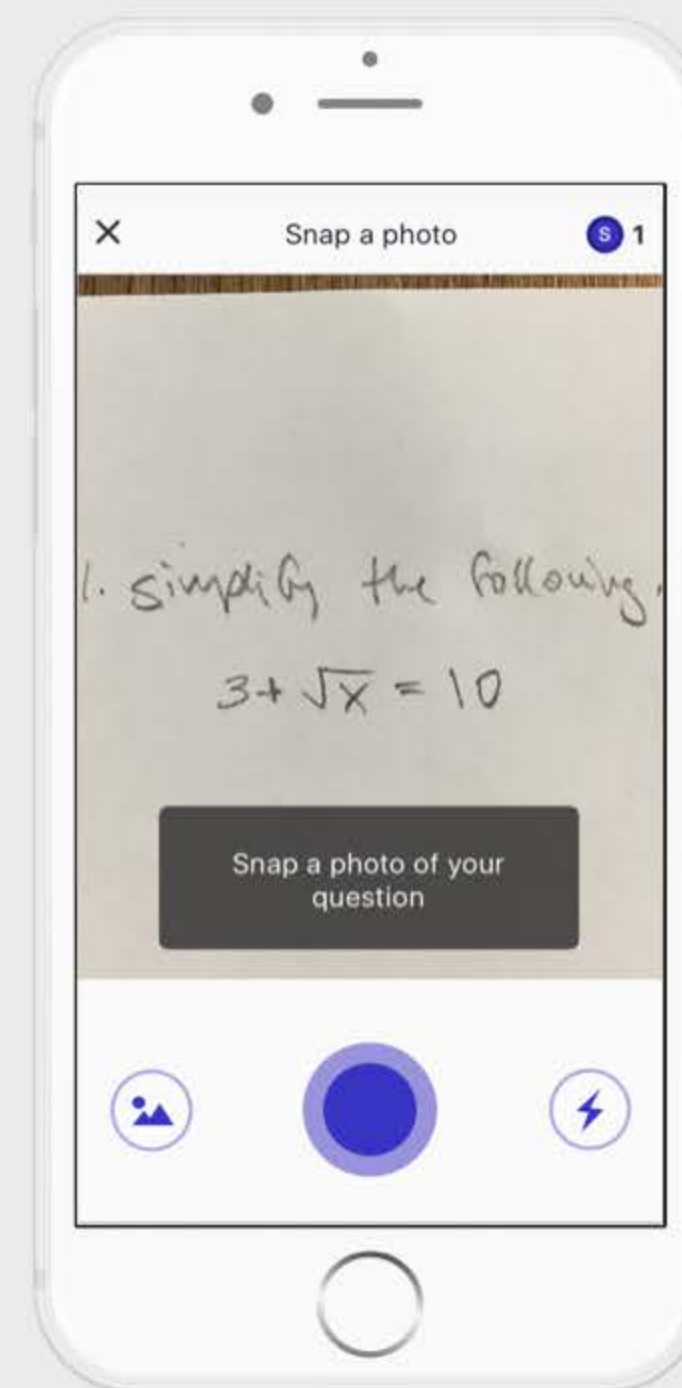 Snap a photo
S 1
1. simplify the following.
3+ √x = 10
Snap a photo of your
question